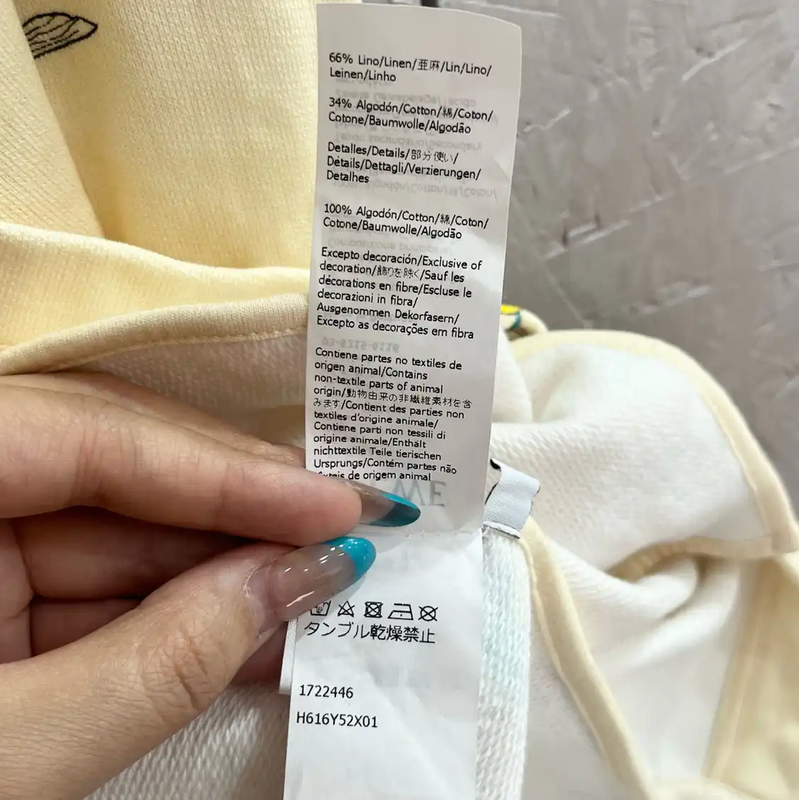 66% Lino/Linen/亜麻/Lin/Lino/
Leinen/Linho
34% Algodón/Cotton/綿/Coton/
Cotone/Baumwolle/Algodão
Detalles/Details/部分使い/
Détails/Dettagli/Verzierungen/
Detalhes
100% Algodón/Cotton/綿/Coton/
Cotone/Baumwolle/Algodão
Excepto decoración/Exclusive of
decoration/飾りを除く/Sauf les
décorations en fibre/Escluse le
decorazioni in fibra/
Ausgenommen Dekorfasern/
Excepto as decorações em fibra
Contiene partes no textiles de
origen animal/Contains
non-textile parts of animal
origin/動物由来の非繊維素材を含
みます/Contient des parties non
textiles d'origine animale/
Contiene parti non tessili di
origine animale/Enthält
nichttextile Teile tierischen
Ursprungs/Contém partes não
têxteis de origem animal
タンブル乾燥禁止
1722446
H616Y52X01